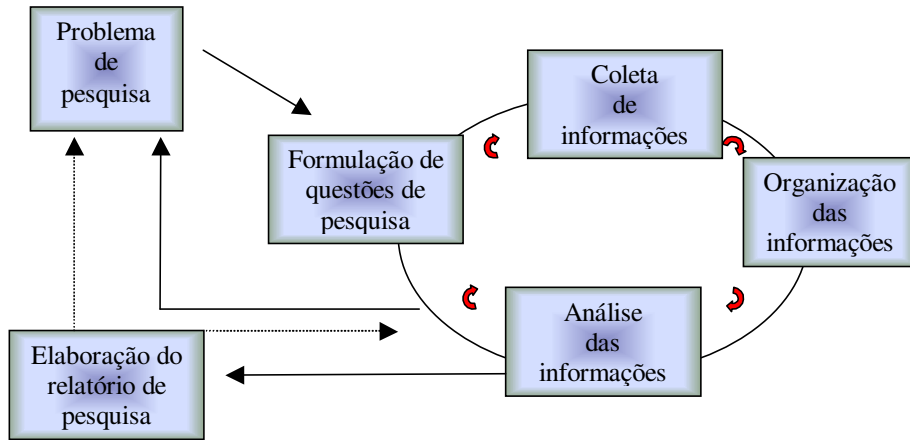 Problema
de
pesquisa
Formulação de
questões de
pesquisa
Coleta
de
informações
Organização
das
informações
Análise
das
informações
Elaboração do
relatório de
pesquisa